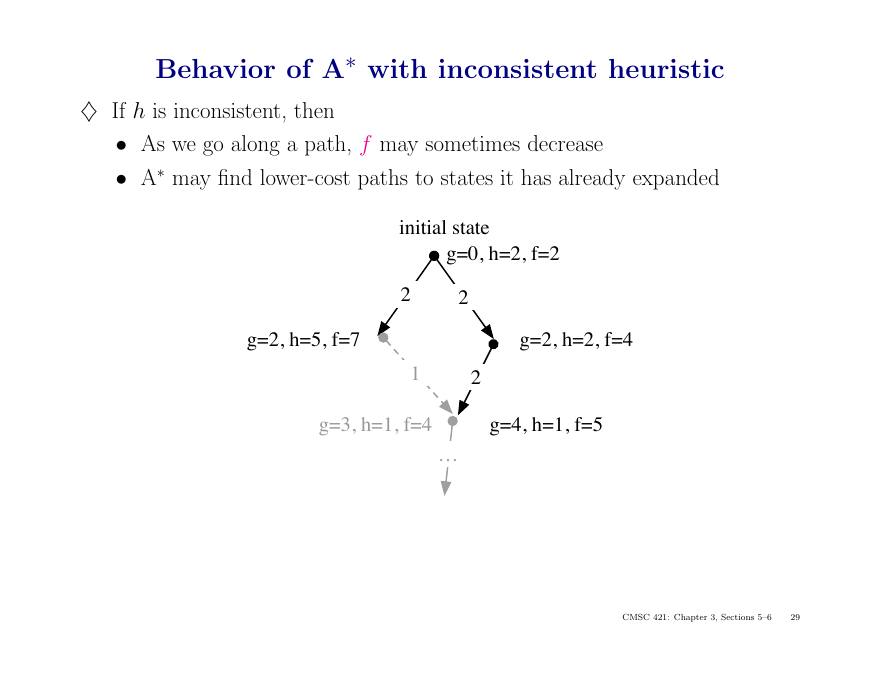 Behavior of A* with inconsistent heuristic
♢ If h is inconsistent, then
• As we go along a path, f may sometimes decrease
• A* may find lower-cost paths to states it has already expanded
initial state
g=0, h=2, f=2
2 2
g=2, h=5, f=7 g=2, h=2, f=4
1 2
g=3, h=1, f=4 g=4, h=1, f=5
...
CMSC 421: Chapter 3, Sections 5–6 29